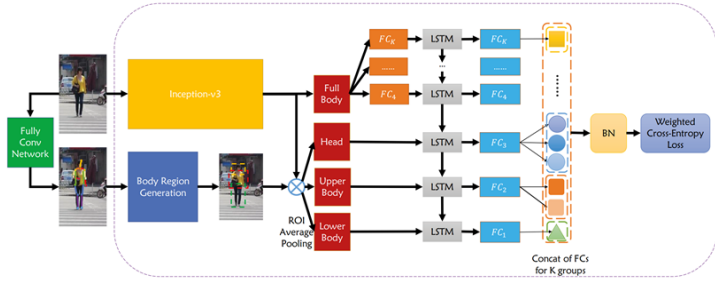 Fully
Conv
Network
Inception-v3
Body Region
Generation
ROI
Average
Pooling
Full
Body
Head
Upper
Body
Lower
Body
FC_K
......
FC_4
LSTM
...
LSTM
LSTM
LSTM
LSTM
FC_K
......
FC_4
FC_3
FC_2
FC_1
......
Concat of FCs
for K groups
BN
Weighted
Cross-Entropy
Loss